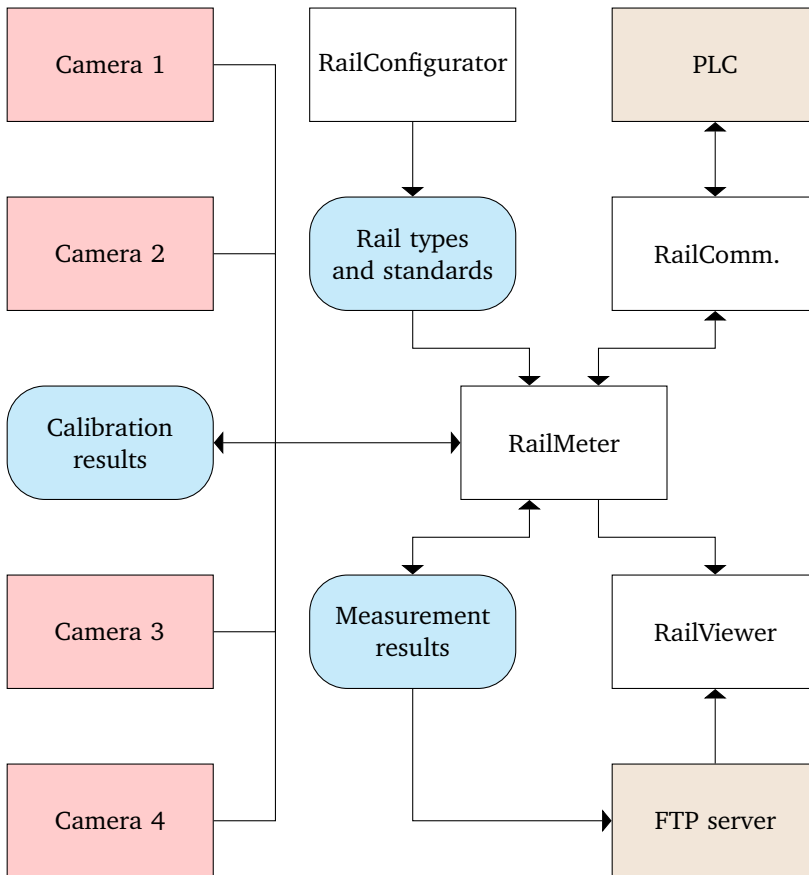 Camera 1
RailConfigurator
PLC
Camera 2
Rail types
and standards
RailComm.
Calibration
results
RailMeter
Camera 3
Measurement
results
RailViewer
Camera 4
FTP server